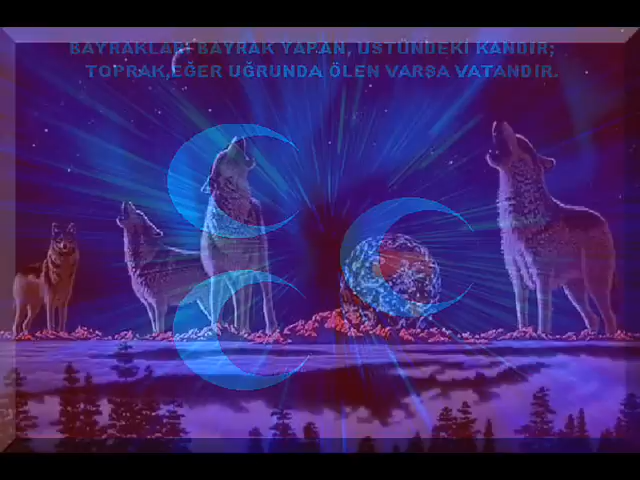 BAYRAKLARI BAYRAK YAPAN, ÜSTÜNDEKİ KANDIR;
TOPRAK,EĞER UĞRUNDA ÖLEN VARSA VATANDIR.